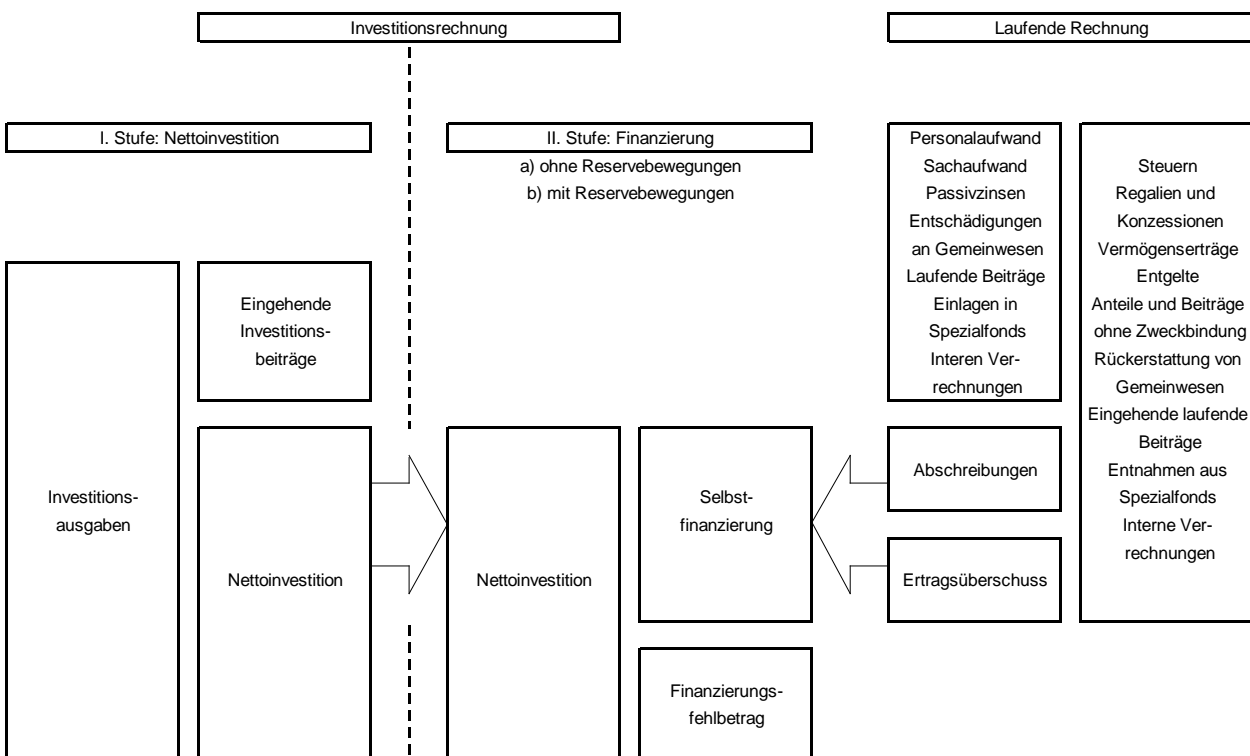 Investitionsrechnung
Laufende Rechnung
I. Stufe: Nettoinvestition
II. Stufe: Finanzierung
a) ohne Reservebewegungen
b) mit Reservebewegungen
Investitions-
ausgaben
Eingehende
Investitions-
beiträge
Nettoinvestition
Nettoinvestition
Selbst-
finanzierung
Finanzierungs-
fehlbetrag
Personalaufwand
Sachaufwand
Passivzinsen
Entschädigungen
an Gemeinwesen
Laufende Beiträge
Einlagen in
Spezialfonds
Interen Ver-
rechnungen
Abschreibungen
Ertragsüberschuss
Steuern
Regalien und
Konzessionen
Vermögenserträge
Entgelte
Anteile und Beiträge
ohne Zweckbindung
Rückerstattung von
Gemeinwesen
Eingehende laufende
Beiträge
Entnahmen aus
Spezialfonds
Interne Ver-
rechnungen